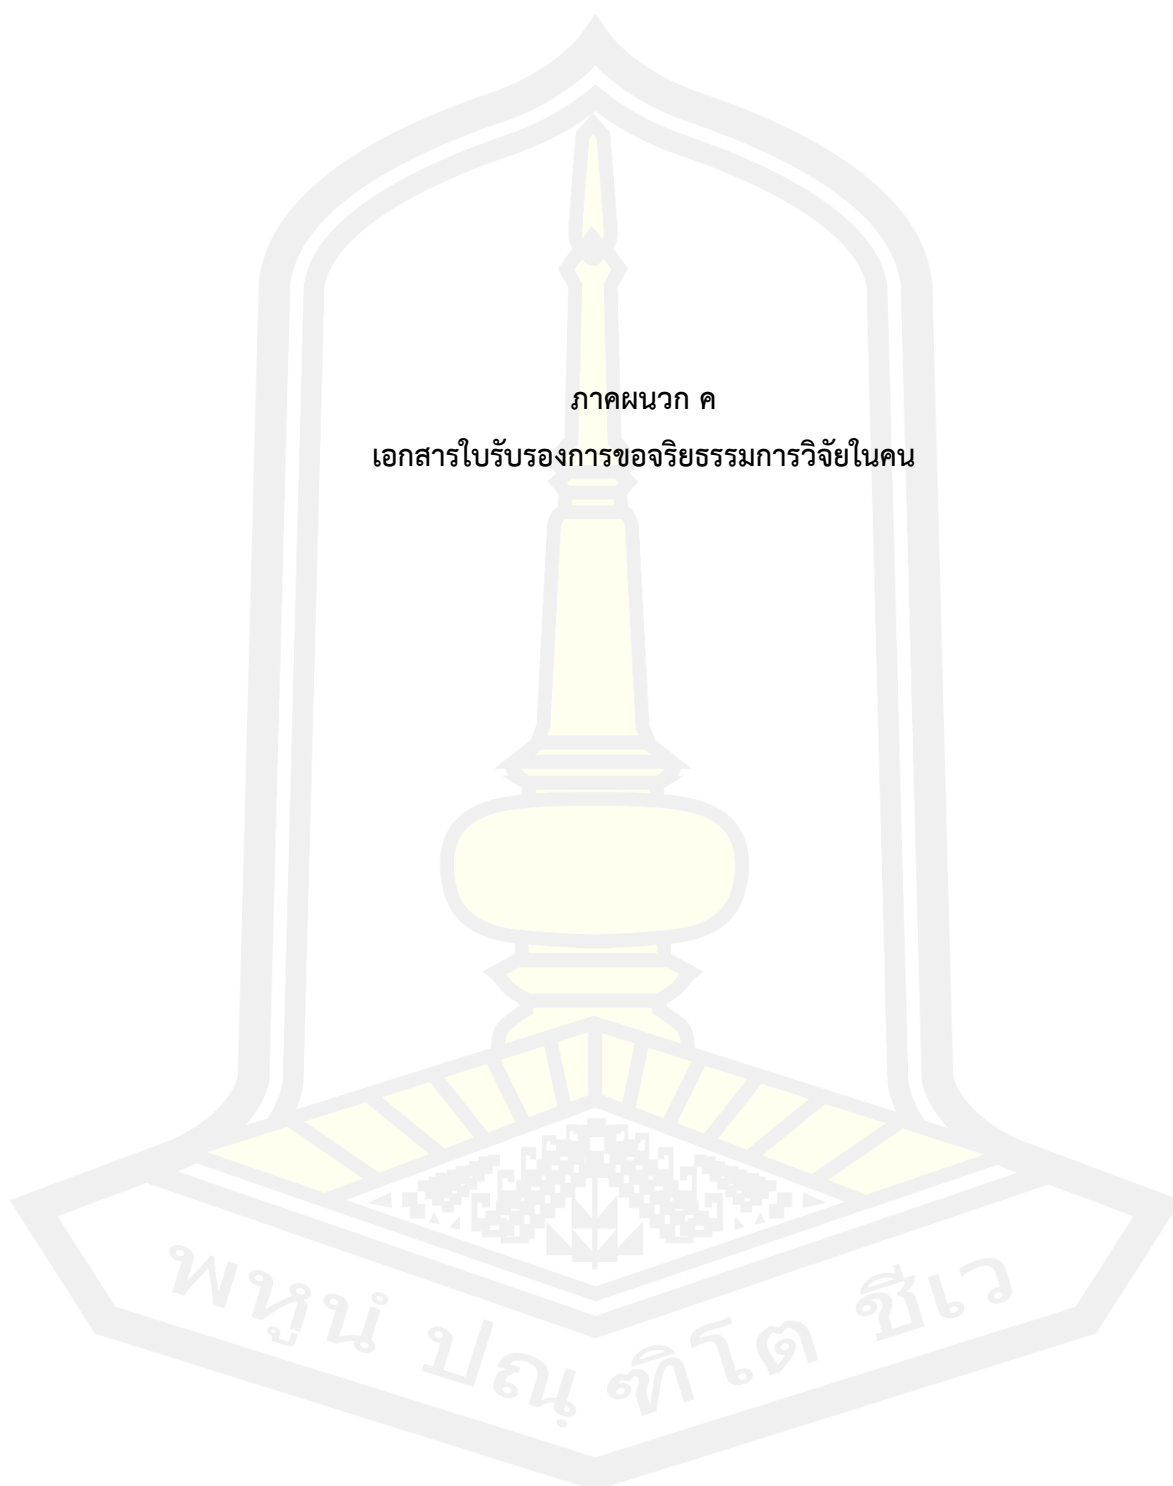 ภาคผนวก ค
เอกสารใบรับรองการขอจริยธรรมการวิจัยในคน
พหูนํ ปณฺฑิโต ชีเว